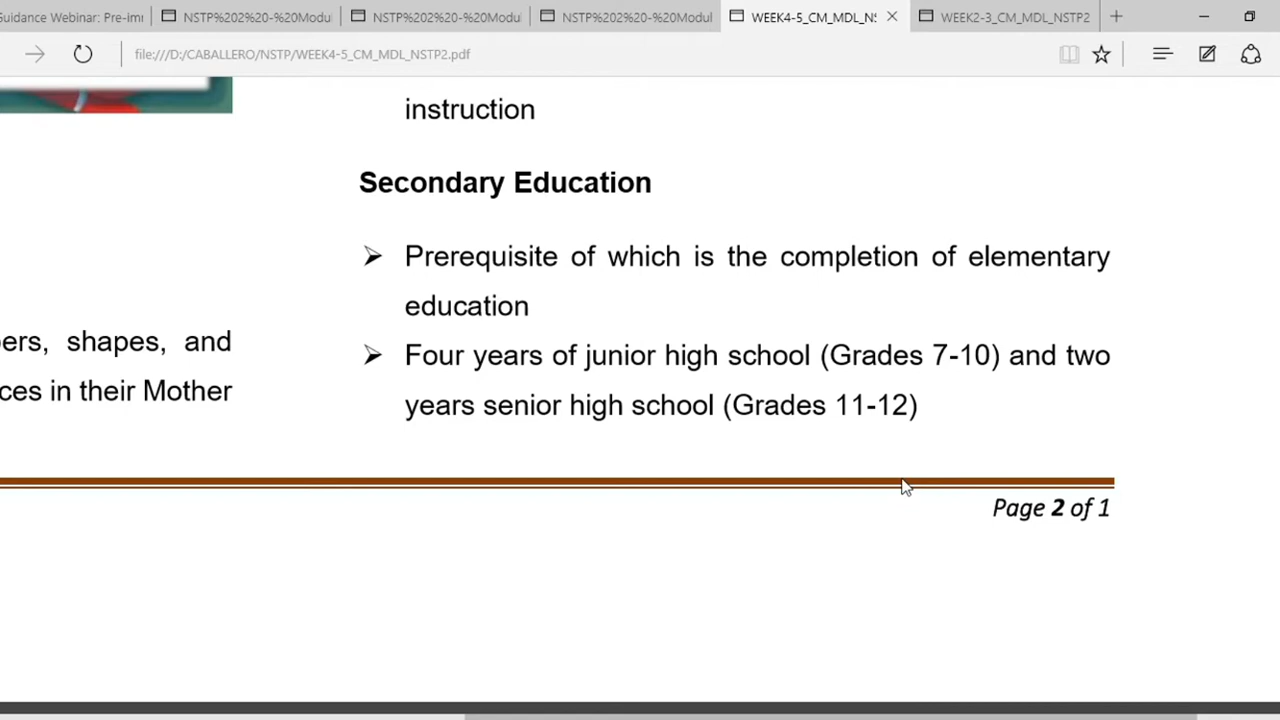 Guidance Webinar: Pre-imi
NSTP%202%20-%20Modul
NSTP%202%20-%20Modul
NSTP%202%20-%20Modul
WEEK4-5_CM_MDL_NS
WEEK2-3_CM_MDL_NSTP2
file:///D:/CABALLERO/NSTP/WEEK4-5_CM_MDL_NSTP2.pdf
instruction
Secondary Education
➢ Prerequisite of which is the completion of elementary
education
ers, shapes, and
➢ Four years of junior high school (Grades 7-10) and two
ces in their Mother
years senior high school (Grades 11-12)
Page 2 of 1